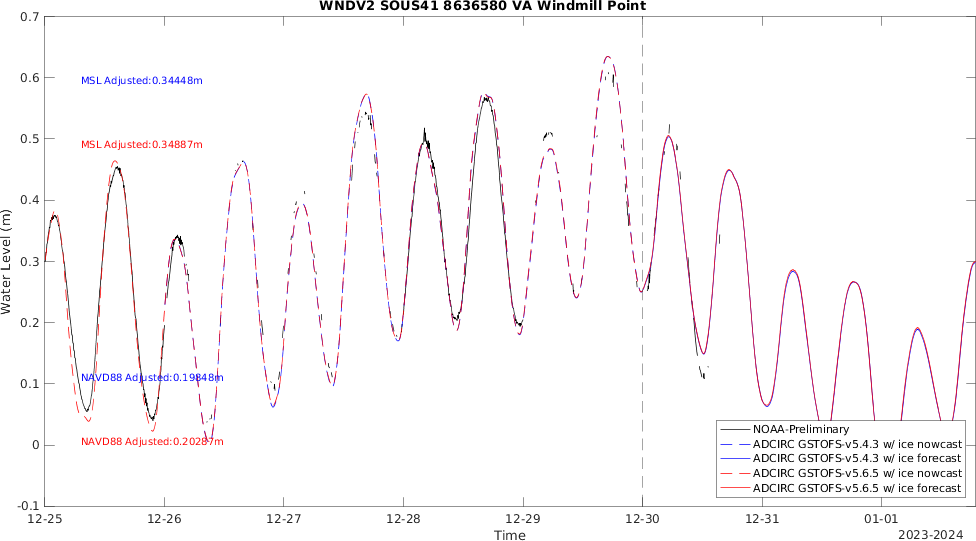 WNDV2 SOUS41 8636580 VA Windmill Point
0.7
0.6
0.5
0.4
0.3
0.2
0.1
0
-0.1
Water Level (m)
MSL Adjusted:0.34448m
MSL Adjusted:0.34887m
NAVD88 Adjusted:0.19848m
NAVD88 Adjusted:0.20287m
NOAA-Preliminary
ADCIRC GSTOFS-v5.4.3 w/ ice nowcast
ADCIRC GSTOFS-v5.4.3 w/ ice forecast
ADCIRC GSTOFS-v5.6.5 w/ ice nowcast
ADCIRC GSTOFS-v5.6.5 w/ ice forecast
12-25 12-26 12-27 12-28 12-29 12-30 12-31 01-01
2023-2024
Time